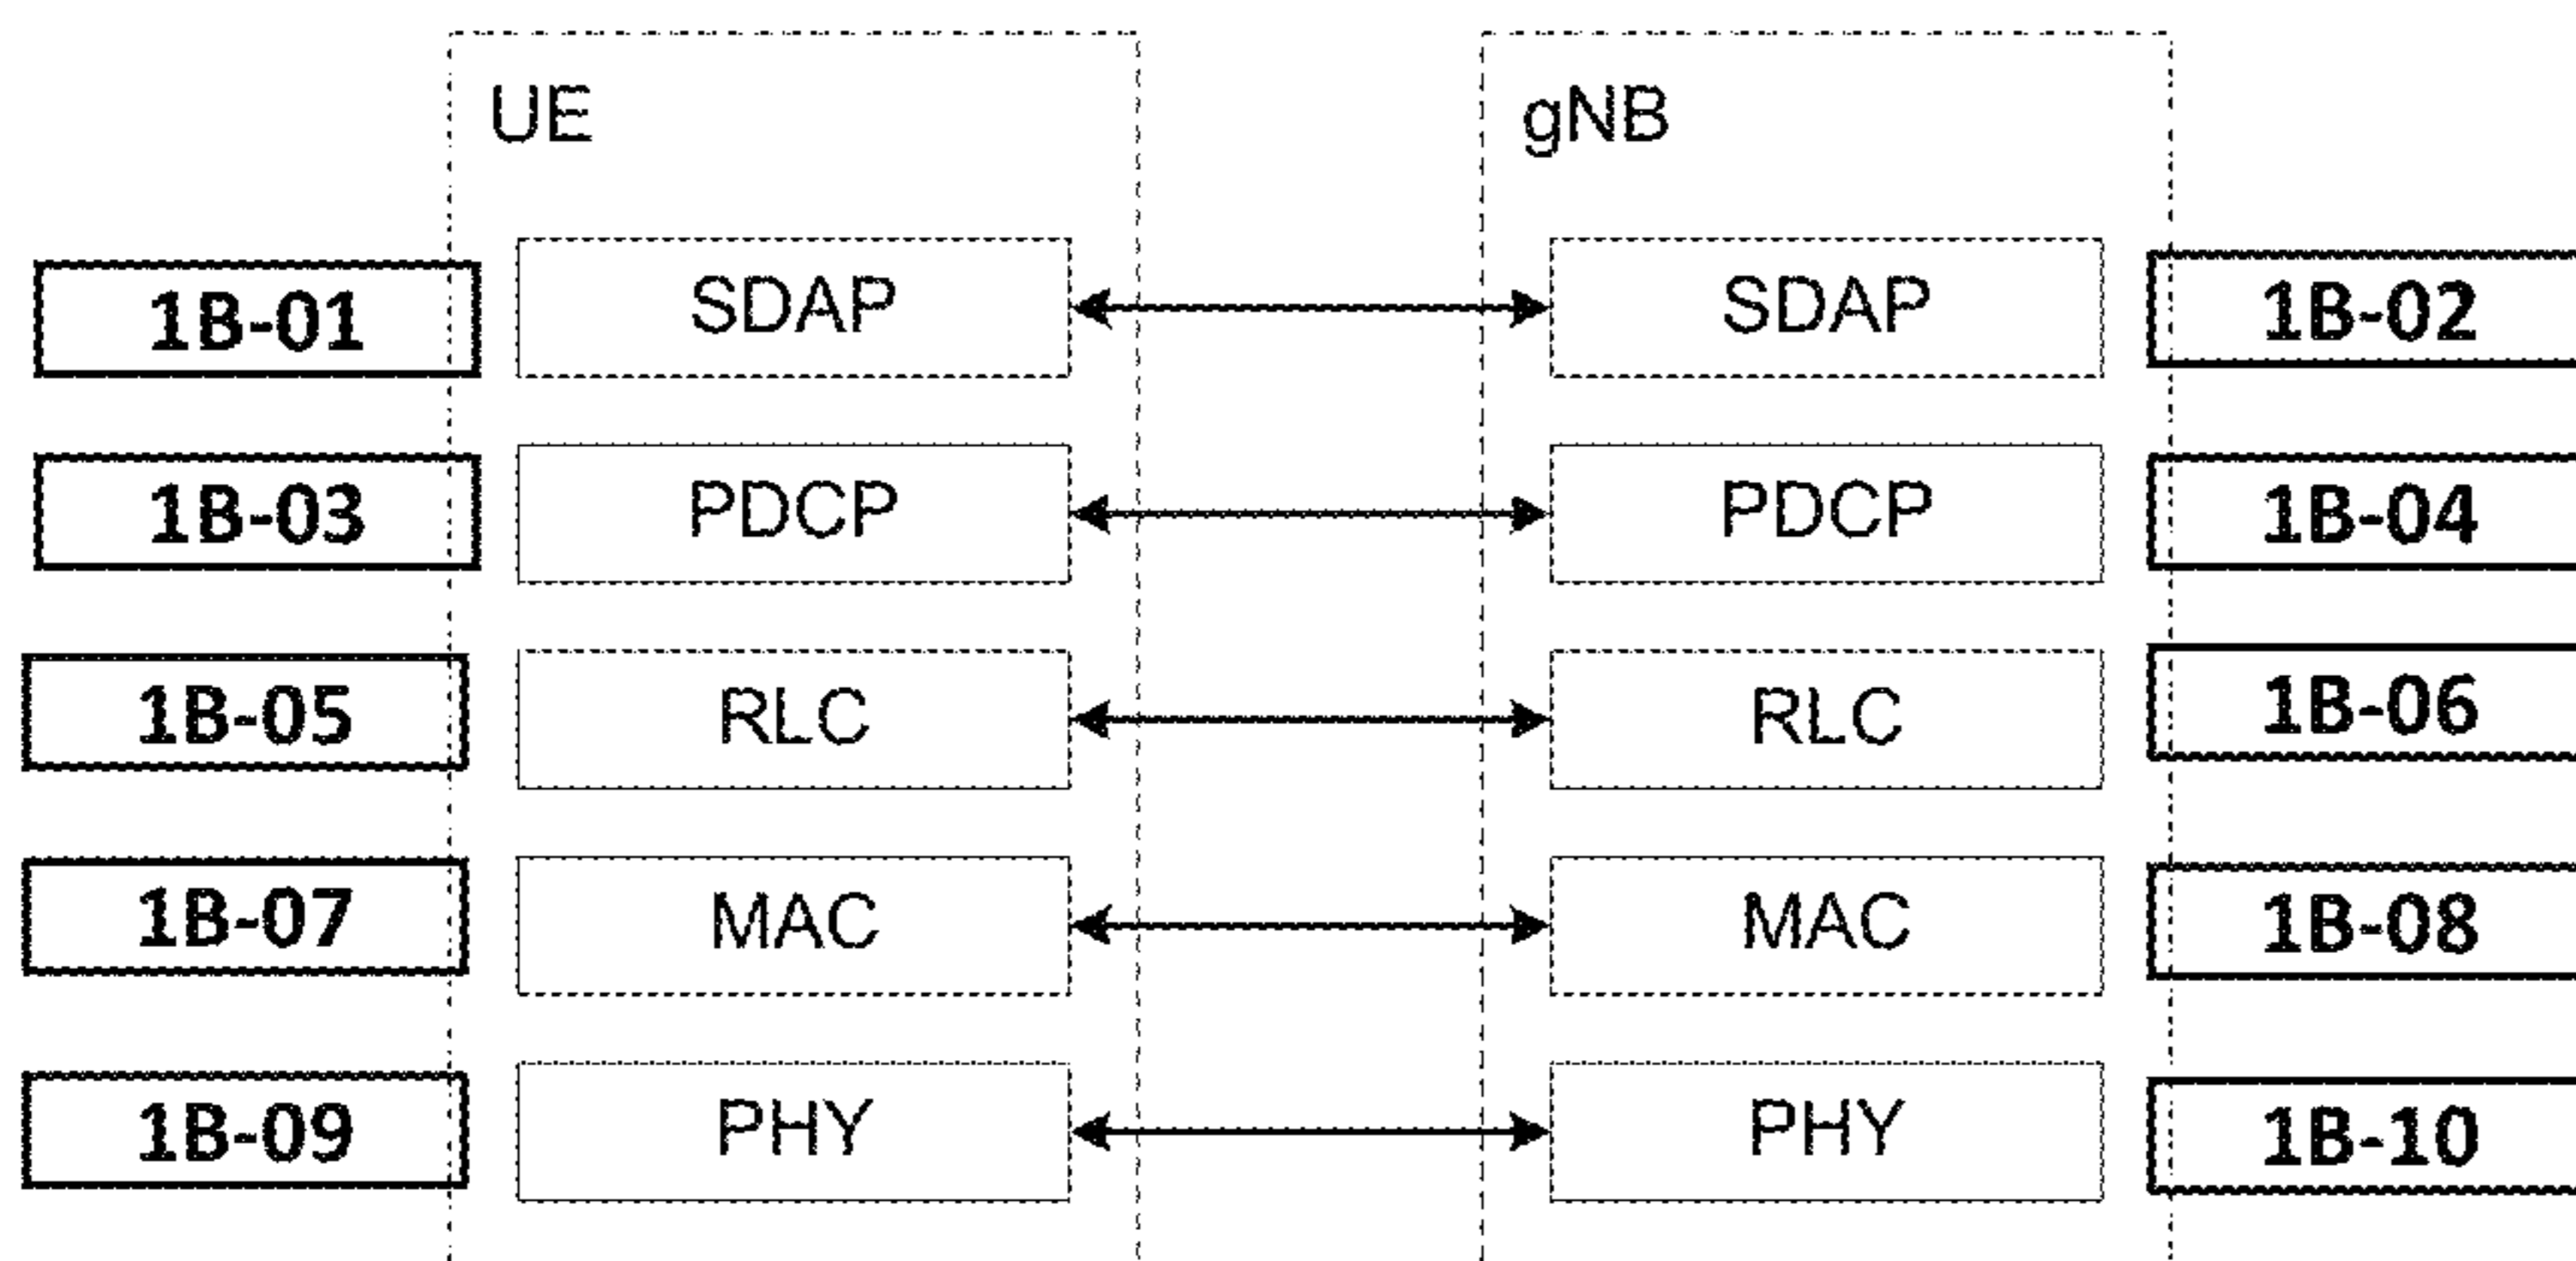 UE gNB
1B-01 SDAP SDAP 1B-02
1B-03 PDCP PDCP 1B-04
1B-05 RLC RLC 1B-06
1B-07 MAC MAC 1B-08
1B-09 PHY PHY 1B-10